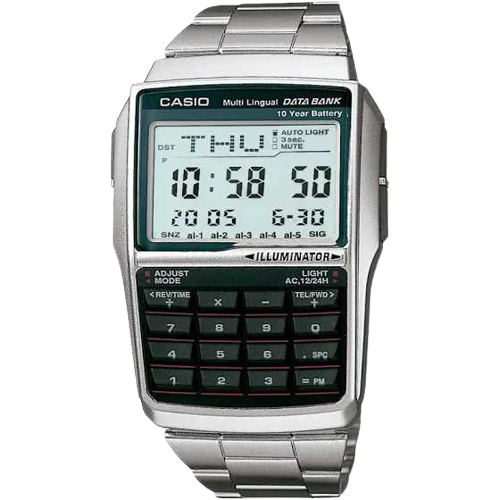 CASIO Multi Lingual DATA BANK
10 Year Battery
DST THU AUTO LIGHT
3 sec.
MUTE
P
10:58 50
2005 6-30
SNZ al-1 al-2 al-3 al-4 al-5 SIG
ILLUMINATOR
ADJUST LIGHT
MODE AC,12/24H
<REV/TIME ÷ × − TEL/FWD> +
7 8 9 0
4 5 6 . SPC
1 2 3 = PM